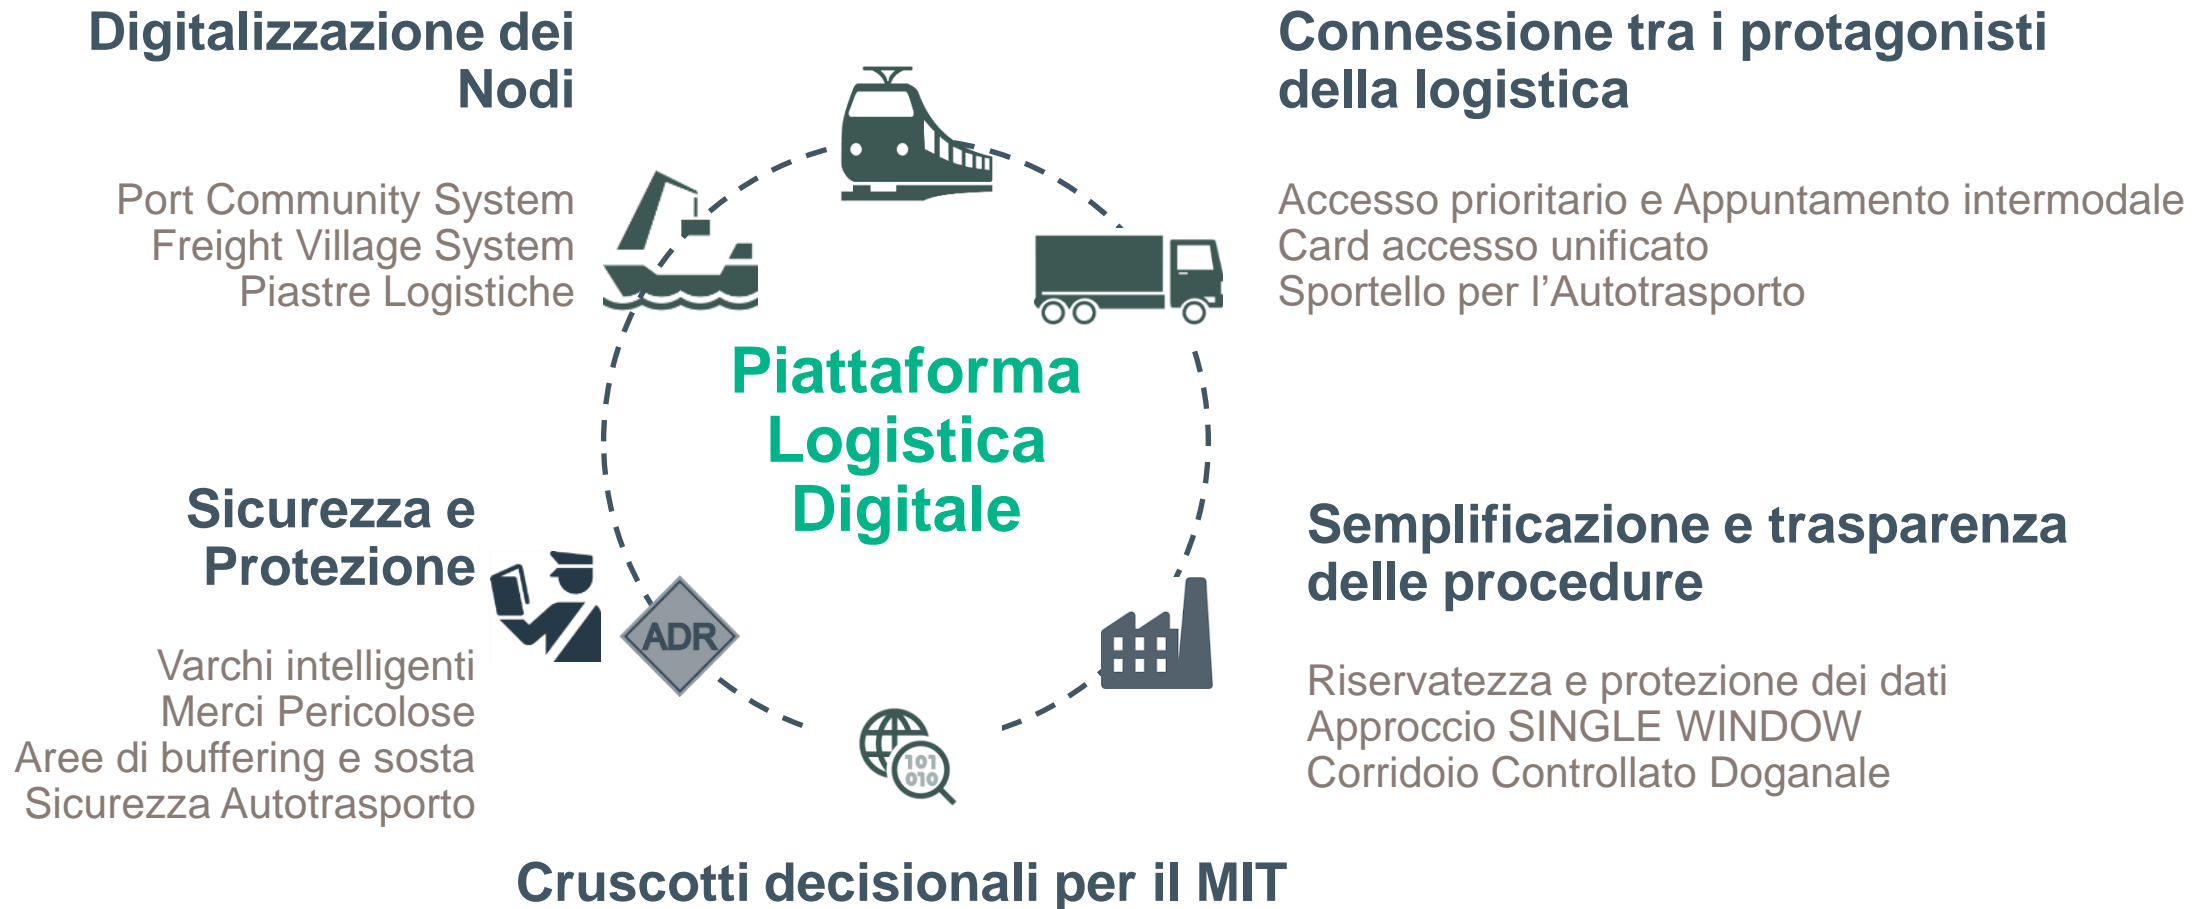 Digitalizzazione dei
Nodi
Port Community System
Freight Village System
Piastre Logistiche
Connessione tra i protagonisti
della logistica
Accesso prioritario e Appuntamento intermodale
Card accesso unificato
Sportello per l’Autotrasporto
Piattaforma
Logistica
Digitale
Sicurezza e
Protezione
Varchi intelligenti
Merci Pericolose
Aree di buffering e sosta
Sicurezza Autotrasporto
ADR
Semplificazione e trasparenza
delle procedure
Riservatezza e protezione dei dati
Approccio SINGLE WINDOW
Corridoio Controllato Doganale
101
010
Cruscotti decisionali per il MIT